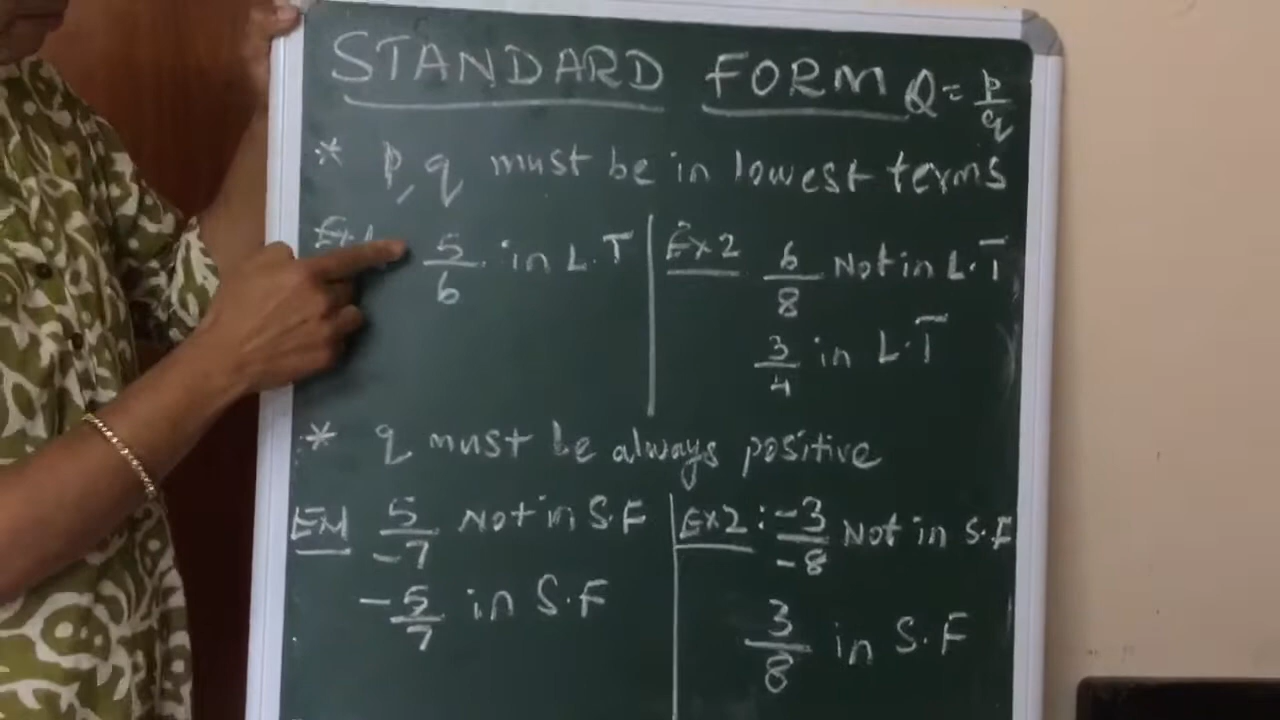 STANDARD FORM Q = p/q
* p, q must be in lowest terms
5/6 in L.T
Ex2 6/8 Not in L.T
3/4 in L.T
* q must be always positive
Ex1 5/-7 Not in S.F
-5/7 in S.F
Ex2 : -3/-8 Not in S.F
3/8 in S.F